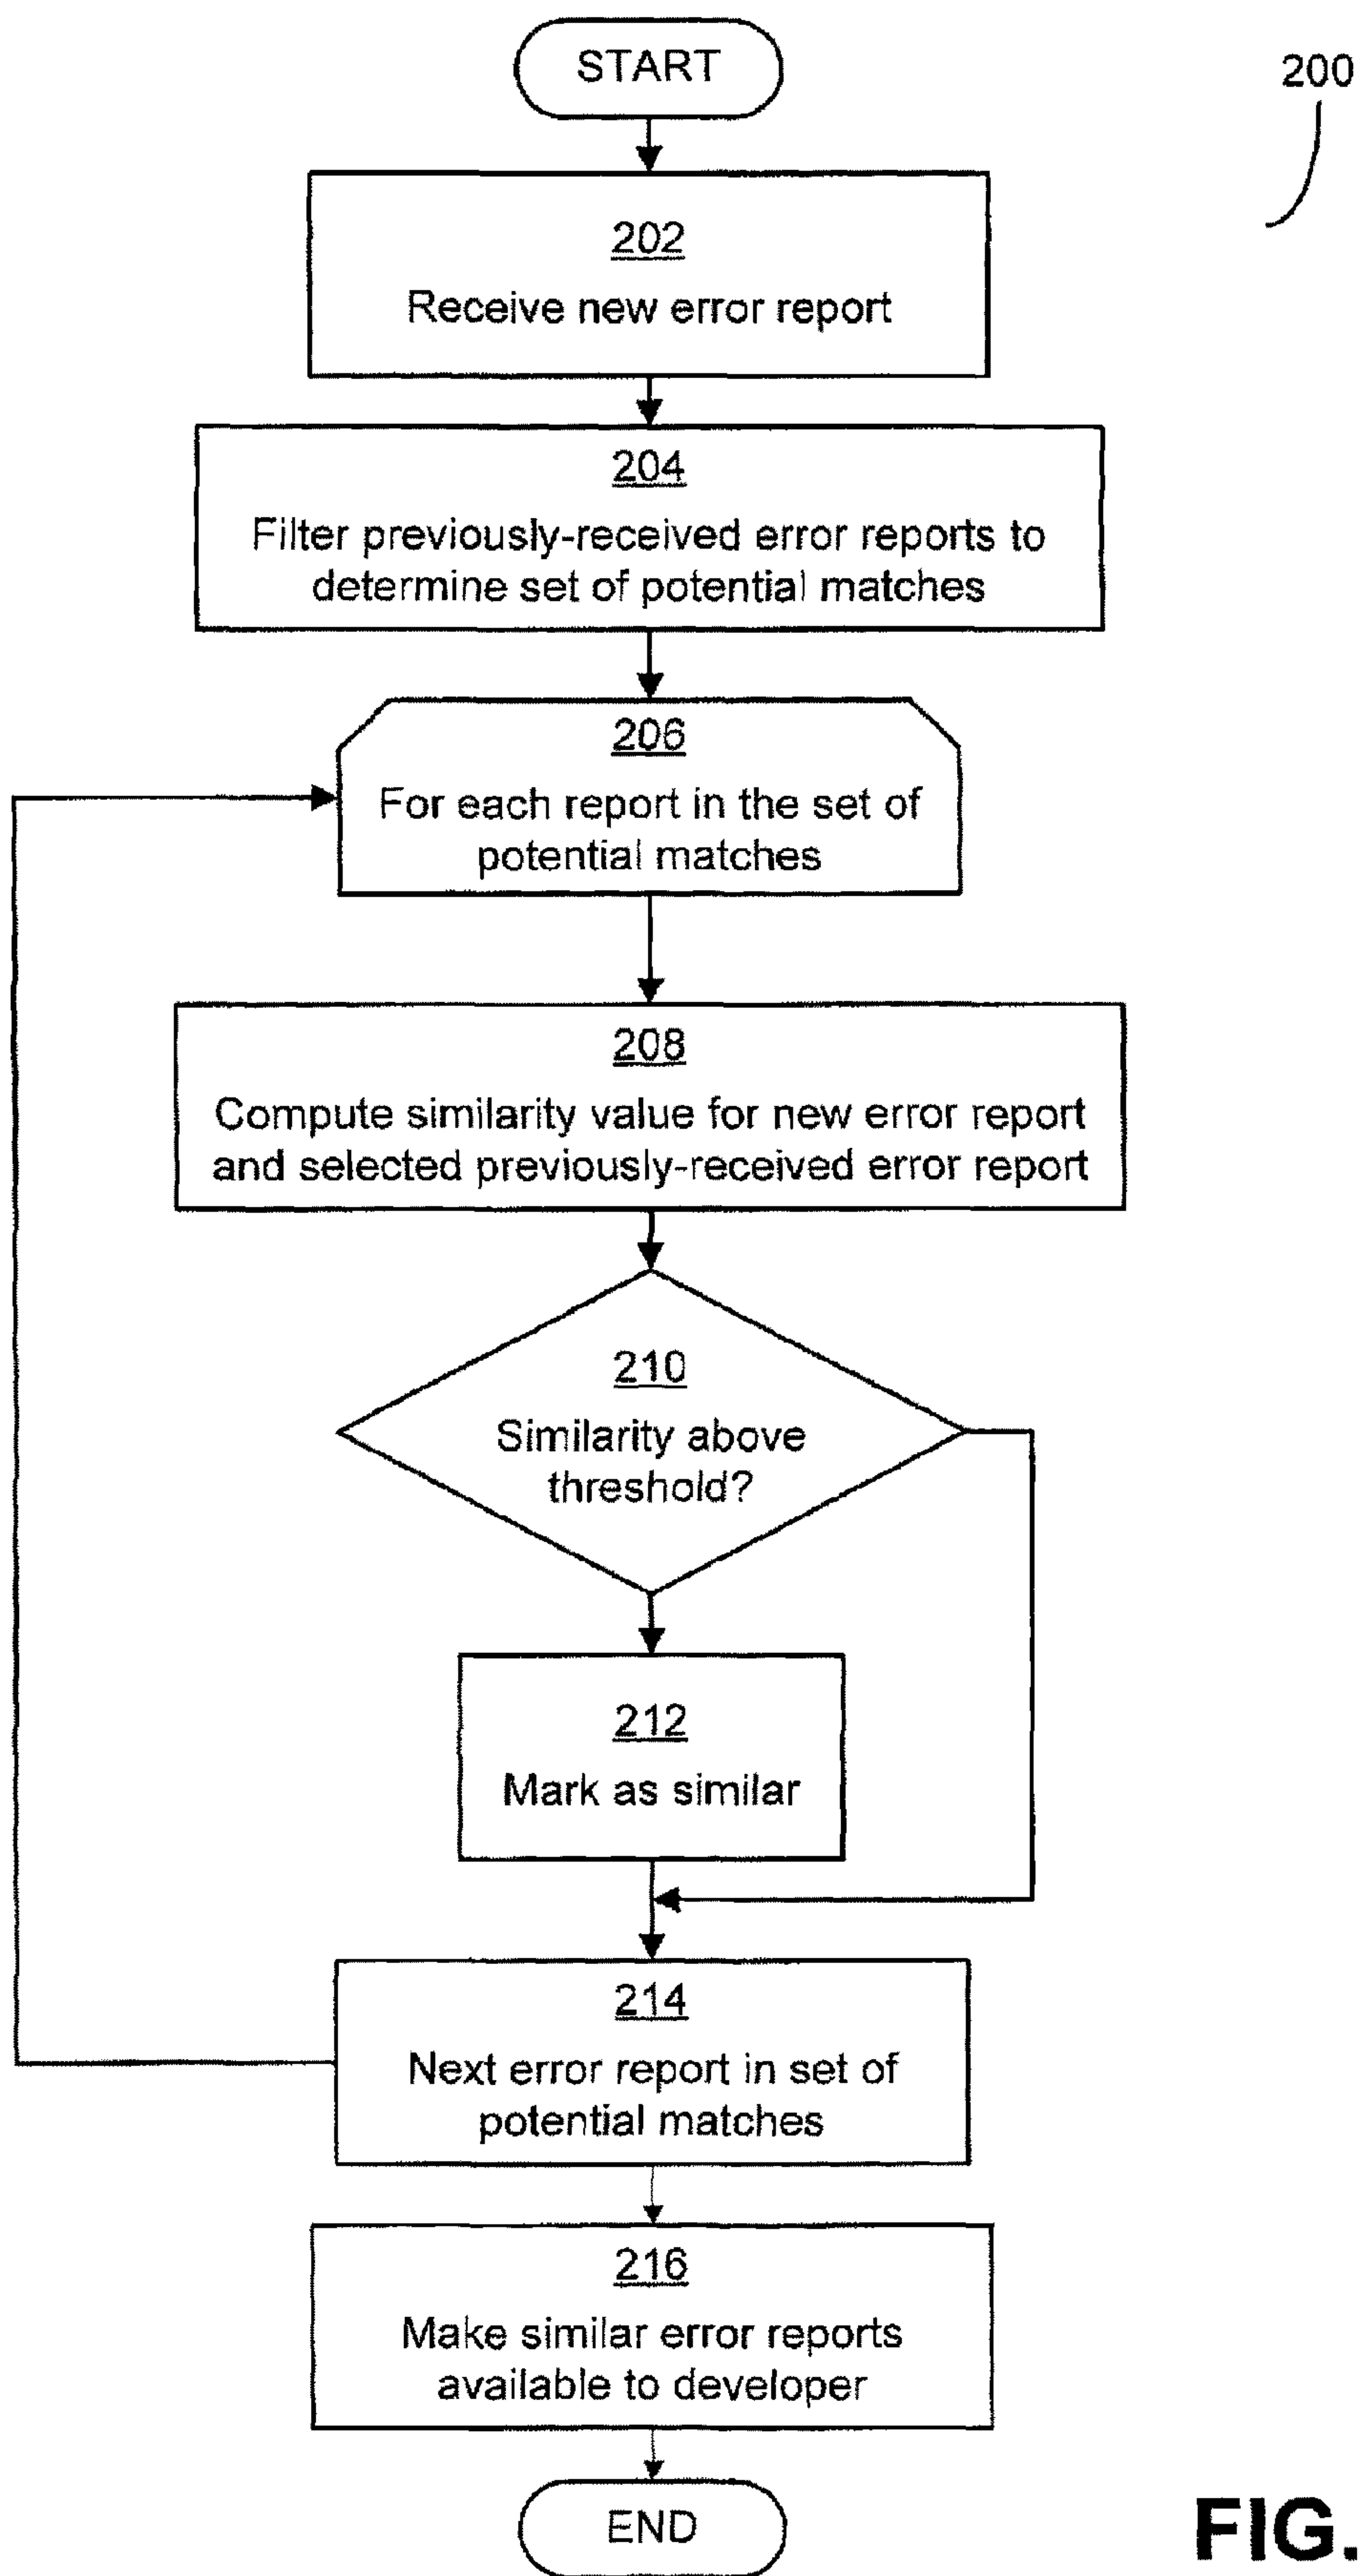 START
200
202
Receive new error report
204
Filter previously-received error reports to
determine set of potential matches
206
For each report in the set of
potential matches
208
Compute similarity value for new error report
and selected previously-received error report
210
Similarity above
threshold?
212
Mark as similar
214
Next error report in set of
potential matches
216
Make similar error reports
available to developer
END
FIG.